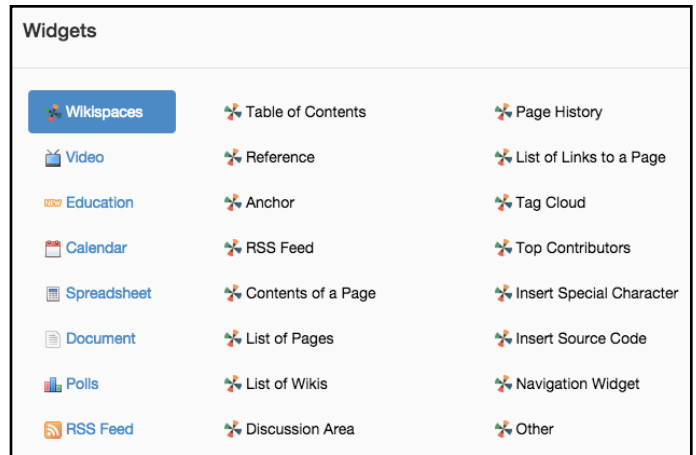 Widgets
Wikispaces
Table of Contents
Page History
Video
Reference
List of Links to a Page
NEW
Education
Anchor
Tag Cloud
Calendar
RSS Feed
Top Contributors
Spreadsheet
Contents of a Page
Insert Special Character
Document
List of Pages
Insert Source Code
Polls
List of Wikis
Navigation Widget
RSS Feed
Discussion Area
Other